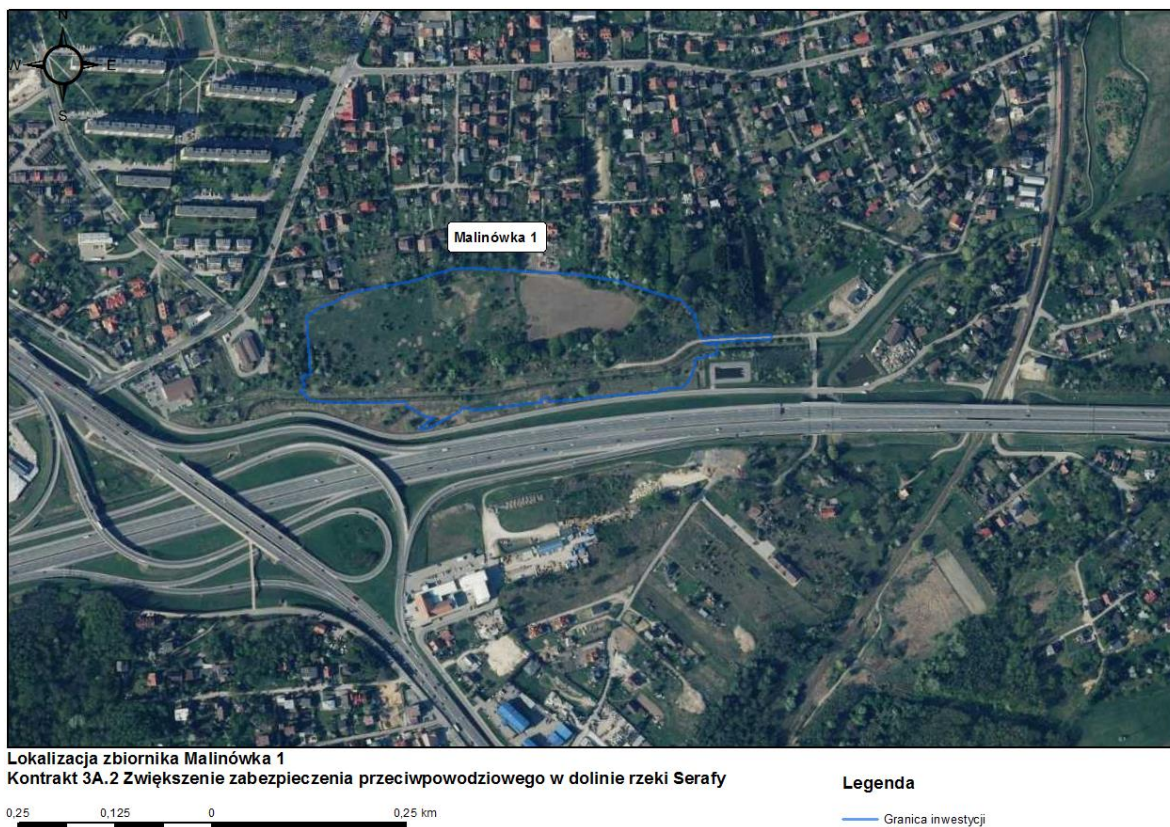 N
W E
S
Malinówka 1
Lokalizacja zbiornika Malinówka 1
Kontrakt 3A.2 Zwiększenie zabezpieczenia przeciwpowodziowego w dolinie rzeki Serafy
Legenda
0,25 0,125 0 0,25 km
Granica inwestycji